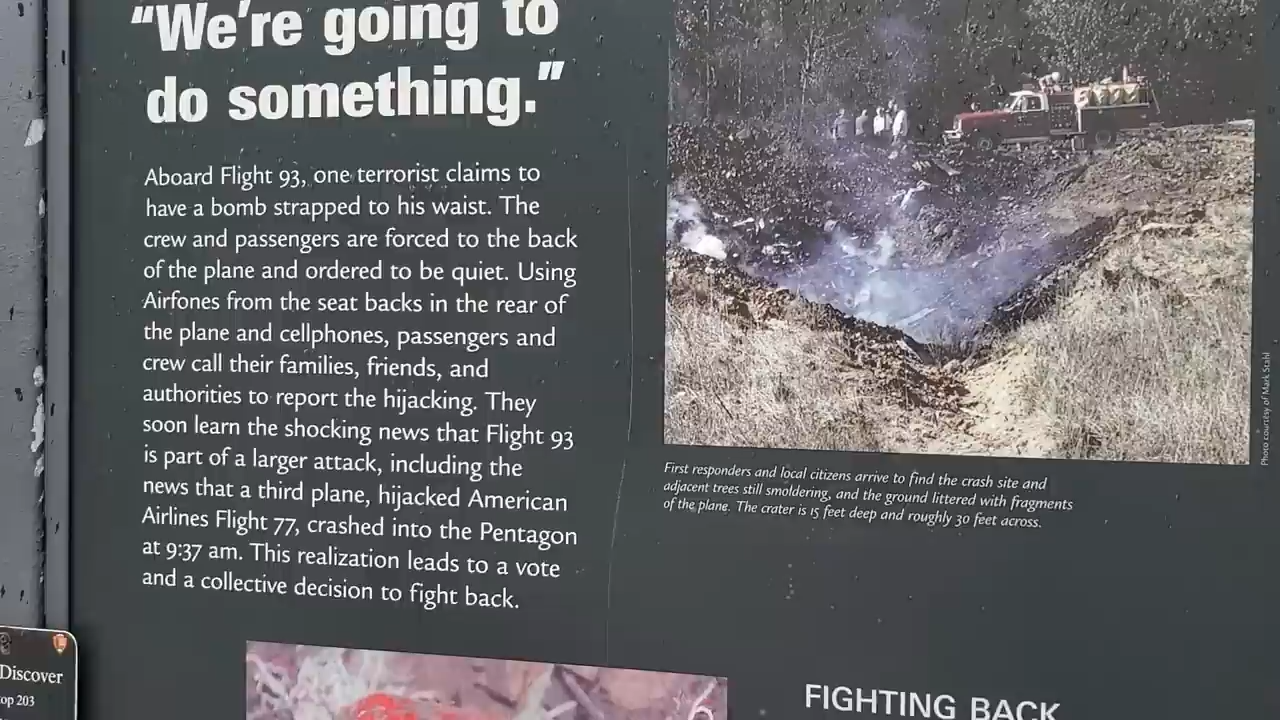 “We’re going to
do something.”
Aboard Flight 93, one terrorist claims to
have a bomb strapped to his waist. The
crew and passengers are forced to the back
of the plane and ordered to be quiet. Using
Airfones from the seat backs in the rear of
the plane and cellphones, passengers and
crew call their families, friends, and
authorities to report the hijacking. They
soon learn the shocking news that Flight 93
is part of a larger attack, including the
news that a third plane, hijacked American
Airlines Flight 77, crashed into the Pentagon
at 9:37 am. This realization leads to a vote
and a collective decision to fight back.
Photo courtesy of Mark Stahl
First responders and local citizens arrive to find the crash site and
adjacent trees still smoldering, and the ground littered with fragments
of the plane. The crater is 15 feet deep and roughly 30 feet across.
Discover
op 203
FIGHTING BACK